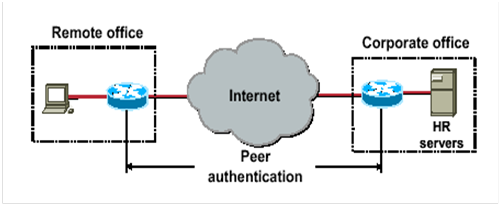 Remote office
Corporate office
Internet
HR
servers
Peer
authentication